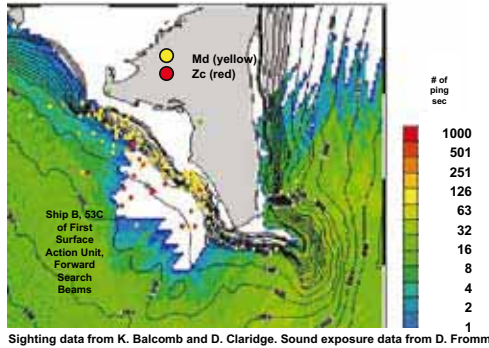 Md (yellow)
Zc (red)
# of
ping
sec
1000
501
251
126
63
32
16
8
4
2
1
Ship B, 53C
of First
Surface
Action Unit,
Forward
Search
Beams
Sighting data from K. Balcomb and D. Claridge. Sound exposure data from D. Fromm